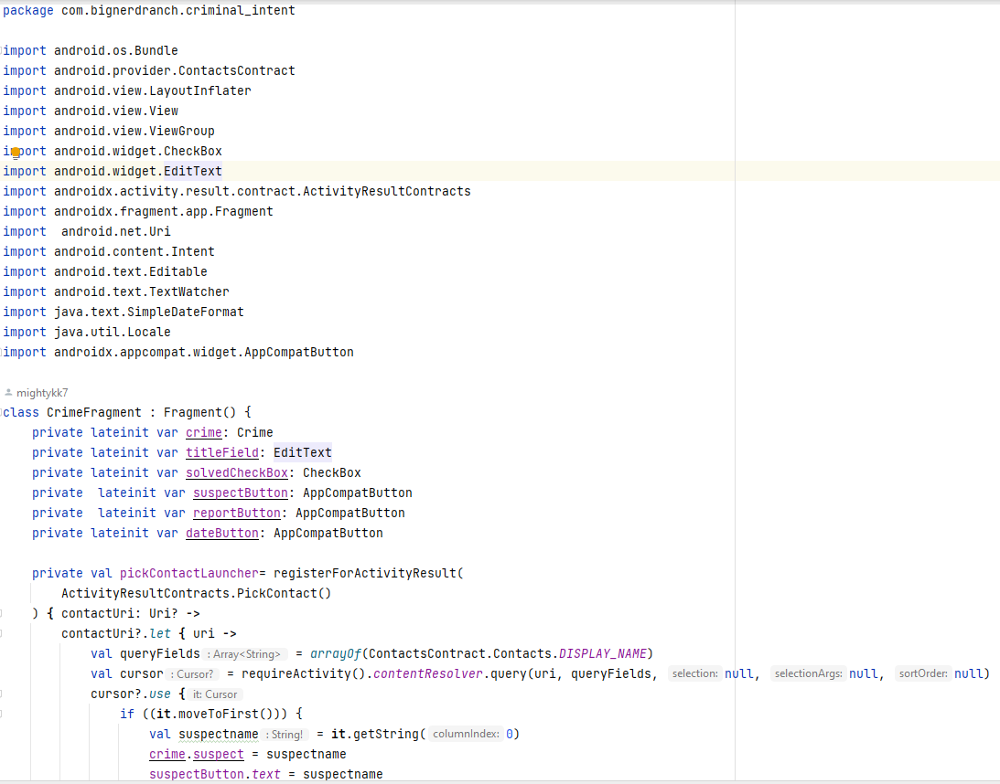 package com.bignerdranch.criminal_intent
import android.os.Bundle
import android.provider.ContactsContract
import android.view.LayoutInflater
import android.view.View
import android.view.ViewGroup
import android.widget.CheckBox
import android.widget.EditText
import androidx.activity.result.contract.ActivityResultContracts
import androidx.fragment.app.Fragment
import  android.net.Uri
import android.content.Intent
import android.text.Editable
import android.text.TextWatcher
import java.text.SimpleDateFormat
import java.util.Locale
import androidx.appcompat.widget.AppCompatButton
mightykk7
class CrimeFragment : Fragment() {
    private lateinit var crime: Crime
    private lateinit var titleField: EditText
    private lateinit var solvedCheckBox: CheckBox
    private  lateinit var suspectButton: AppCompatButton
    private  lateinit var reportButton: AppCompatButton
    private lateinit var dateButton: AppCompatButton
    private val pickContactLauncher= registerForActivityResult(
        ActivityResultContracts.PickContact()
    ) { contactUri: Uri? ->
        contactUri?.let { uri ->
            val queryFields : Array<String> = arrayOf(ContactsContract.Contacts.DISPLAY_NAME)
            val cursor : Cursor? = requireActivity().contentResolver.query(uri, queryFields, selection: null, selectionArgs: null, sortOrder: null)
            cursor?.use { it: Cursor
                if ((it.moveToFirst())) {
                    val suspectname : String! = it.getString( columnIndex: 0)
                    crime.suspect = suspectname
                    suspectButton.text = suspectname